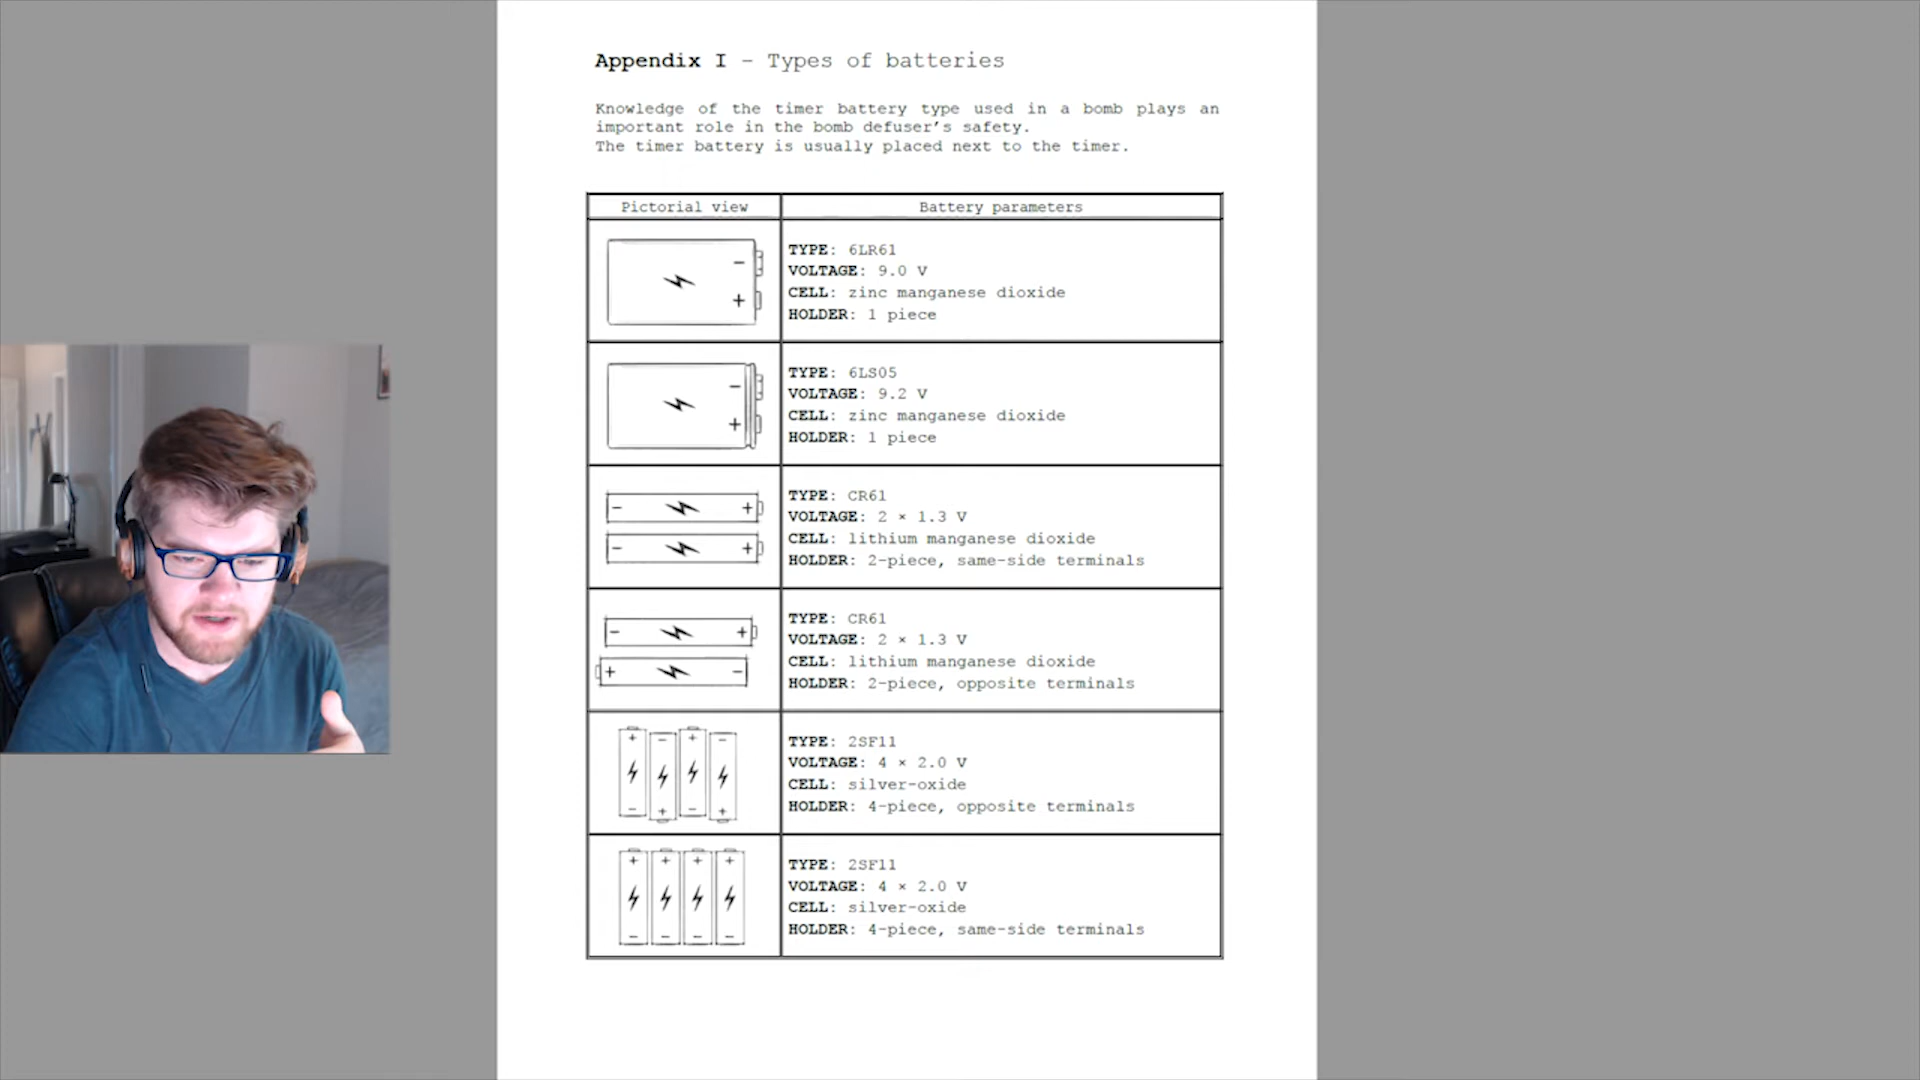 Appendix I – Types of batteries
Knowledge of the timer battery type used in a bomb plays an
important role in the bomb defuser's safety.
The timer battery is usually placed next to the timer.
Pictorial view
Battery parameters
- +
TYPE: 6LR61
VOLTAGE: 9.0 V
CELL: zinc manganese dioxide
HOLDER: 1 piece
- +
TYPE: 6LS05
VOLTAGE: 9.2 V
CELL: zinc manganese dioxide
HOLDER: 1 piece
- +
- +
TYPE: CR61
VOLTAGE: 2 × 1.3 V
CELL: lithium manganese dioxide
HOLDER: 2-piece, same-side terminals
- +
+ -
TYPE: CR61
VOLTAGE: 2 × 1.3 V
CELL: lithium manganese dioxide
HOLDER: 2-piece, opposite terminals
+ - + -
- + - +
TYPE: 2SF11
VOLTAGE: 4 × 2.0 V
CELL: silver-oxide
HOLDER: 4-piece, opposite terminals
+ + + +
- - - -
TYPE: 2SF11
VOLTAGE: 4 × 2.0 V
CELL: silver-oxide
HOLDER: 4-piece, same-side terminals